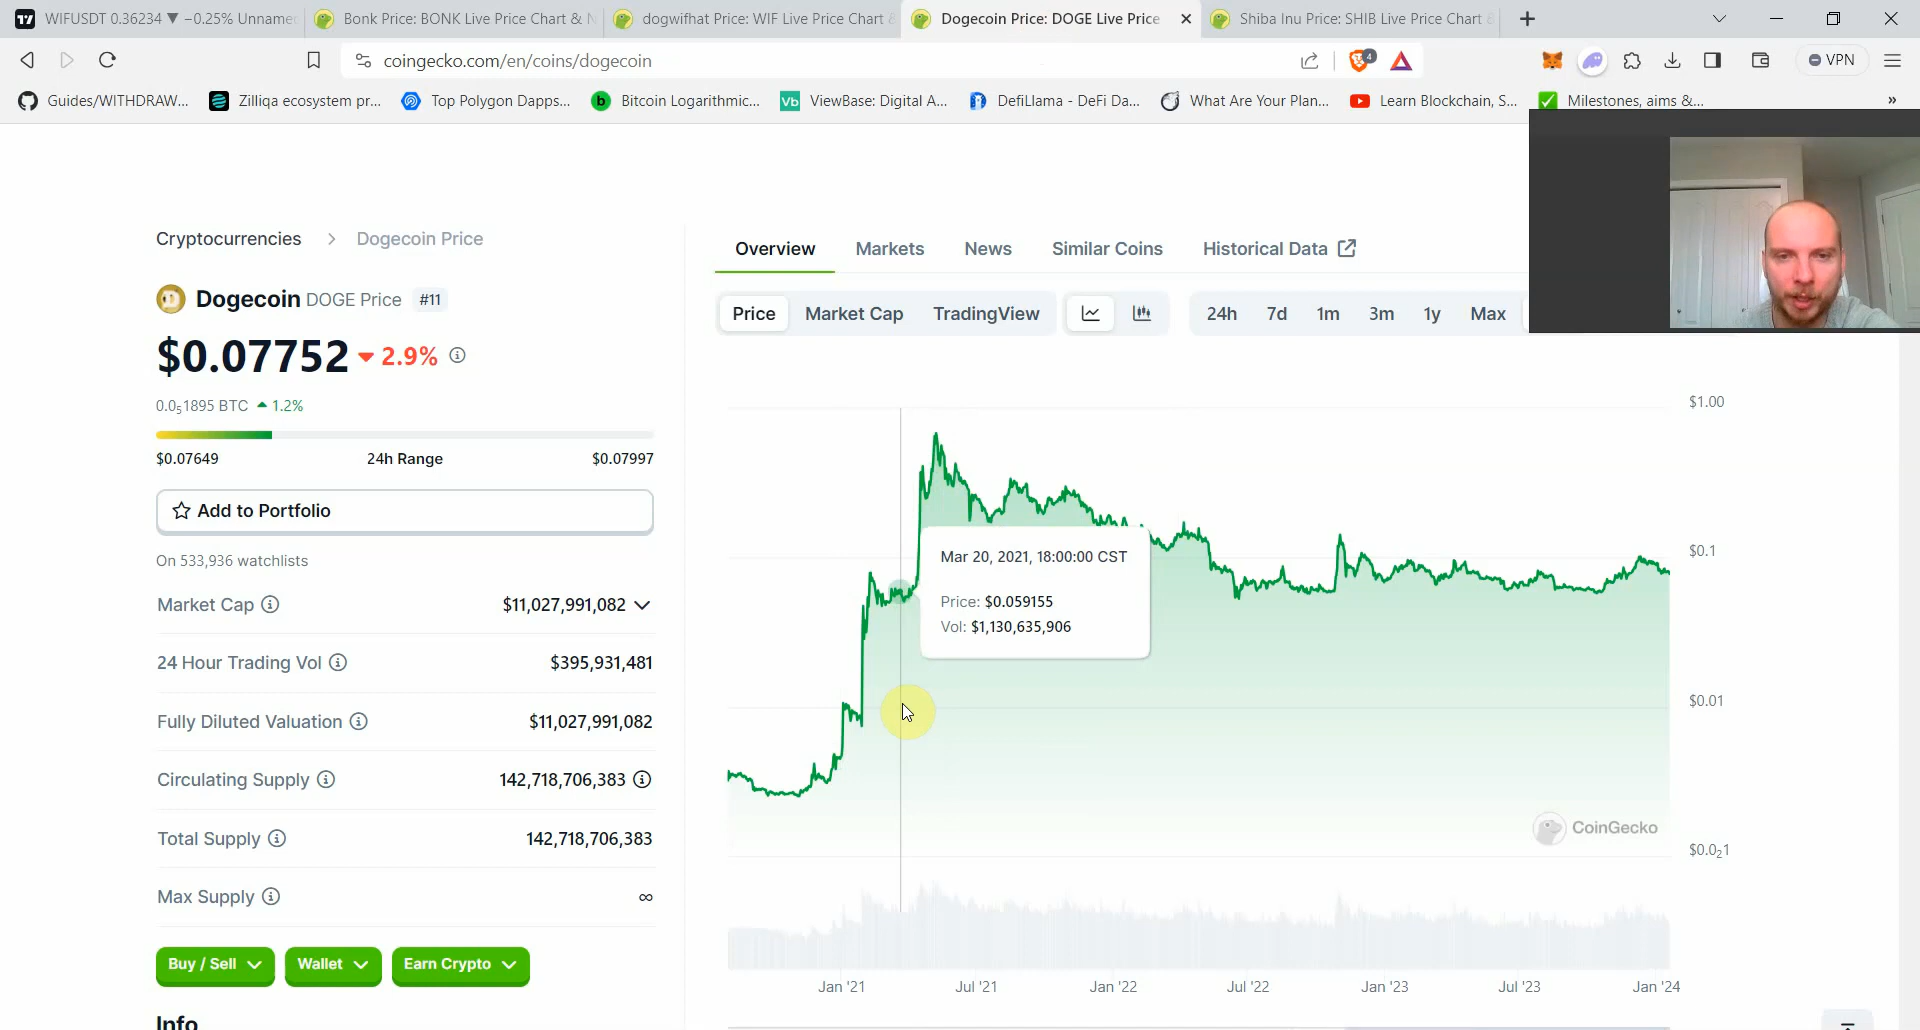 WIFUSDT 0.36234 ▼ −0.25% Unname
Bonk Price: BONK Live Price Chart &
dogwifhat Price: WIF Live Price Chart
Dogecoin Price: DOGE Live Price
Shiba Inu Price: SHIB Live Price Chart
coingecko.com/en/coins/dogecoin
4
VPN
Guides/WITHDRAW...
Zilliqa ecosystem pr...
Top Polygon Dapps...
Bitcoin Logarithmic...
Vb
ViewBase: Digital A...
DefiLlama - DeFi Da...
What Are Your Plan...
Learn Blockchain, S...
Milestones, aims &...
»
Cryptocurrencies > Dogecoin Price
Dogecoin DOGE Price #11
$0.07752 ▼ 2.9%
0.0₅1895 BTC ▲ 1.2%
$0.07649 24h Range $0.07997
Add to Portfolio
On 533,936 watchlists
Market Cap $11,027,991,082
24 Hour Trading Vol $395,931,481
Fully Diluted Valuation $11,027,991,082
Circulating Supply 142,718,706,383
Total Supply 142,718,706,383
Max Supply ∞
Buy / Sell
Wallet
Earn Crypto
Info
Overview Markets News Similar Coins Historical Data
Price Market Cap TradingView
24h 7d 1m 3m 1y Max
$1.00
$0.1
$0.01
$0.0₂1
Mar 20, 2021, 18:00:00 CST
Price: $0.059155
Vol: $1,130,635,906
CoinGecko
Jan '21 Jul '21 Jan '22 Jul '22 Jan '23 Jul '23 Jan '24